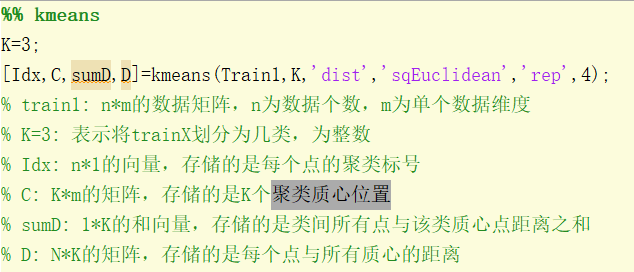 %% kmeans
K=3;
[Idx,C,sumD,D]=kmeans(Train1,K,'dist','sqEuclidean','rep',4);
% train1: n*m的数据矩阵，n为数据个数，m为单个数据维度
% K=3: 表示将trainX划分为几类，为整数
% Idx: n*1的向量，存储的是每个点的聚类标号
% C: K*m的矩阵，存储的是K个聚类质心位置
% sumD: 1*K的和向量，存储的是类间所有点与该类质心点距离之和
% D: N*K的矩阵，存储的是每个点与所有质心的距离